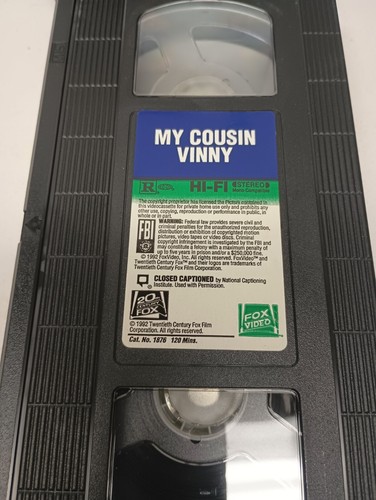 MY COUSIN
VINNY
R HI-FI STEREO
The copyright proprietor has licensed the Picture contained in
this videocassette for private home use only and prohibits any
other use, copying, reproduction or performance in public, in
whole or in part.
FBI WARNING: Federal law provides severe civil and
criminal penalties for the unauthorized reproduction,
distribution or exhibition of copyrighted motion
pictures, video tapes or video discs. Criminal
copyright infringement is investigated by the FBI and
may constitute a felony with a maximum penalty of
up to five years in prison and/or a $250,000 fine.
© 1992 FoxVideo, Inc. All rights reserved. FoxVideo™ and
Twentieth Century Fox™ and their logos are trademarks of
Twentieth Century Fox Film Corporation.
CLOSED CAPTIONED by National Captioning
Institute. Used with Permission.
20th
CENTURY
FOX
FOX
VIDEO
© 1992 Twentieth Century Fox Film
Corporation. All rights reserved.
Cat. No. 1876 120 Mins.